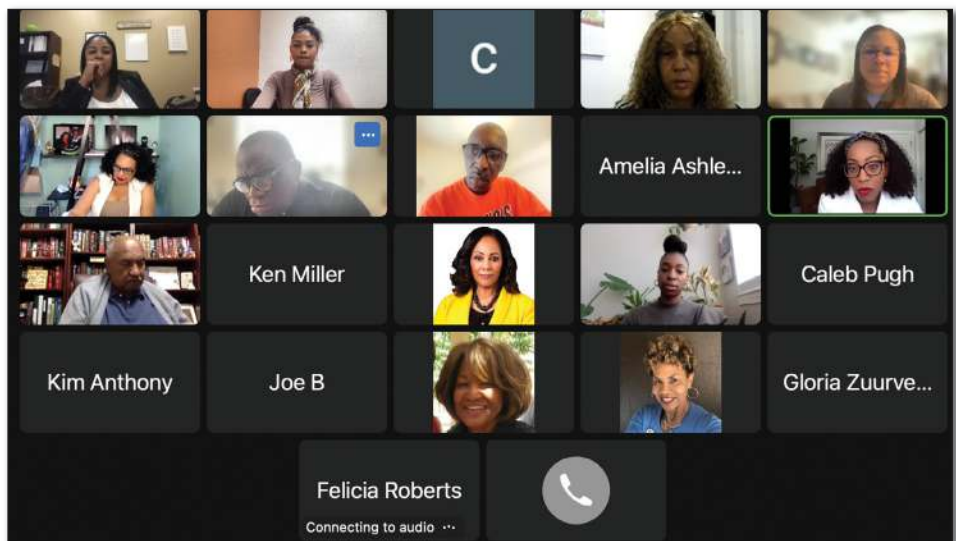 C
Amelia Ashle...
Ken Miller
Caleb Pugh
Kim Anthony
Joe B
Gloria Zuurve...
Felicia Roberts
Connecting to audio ...